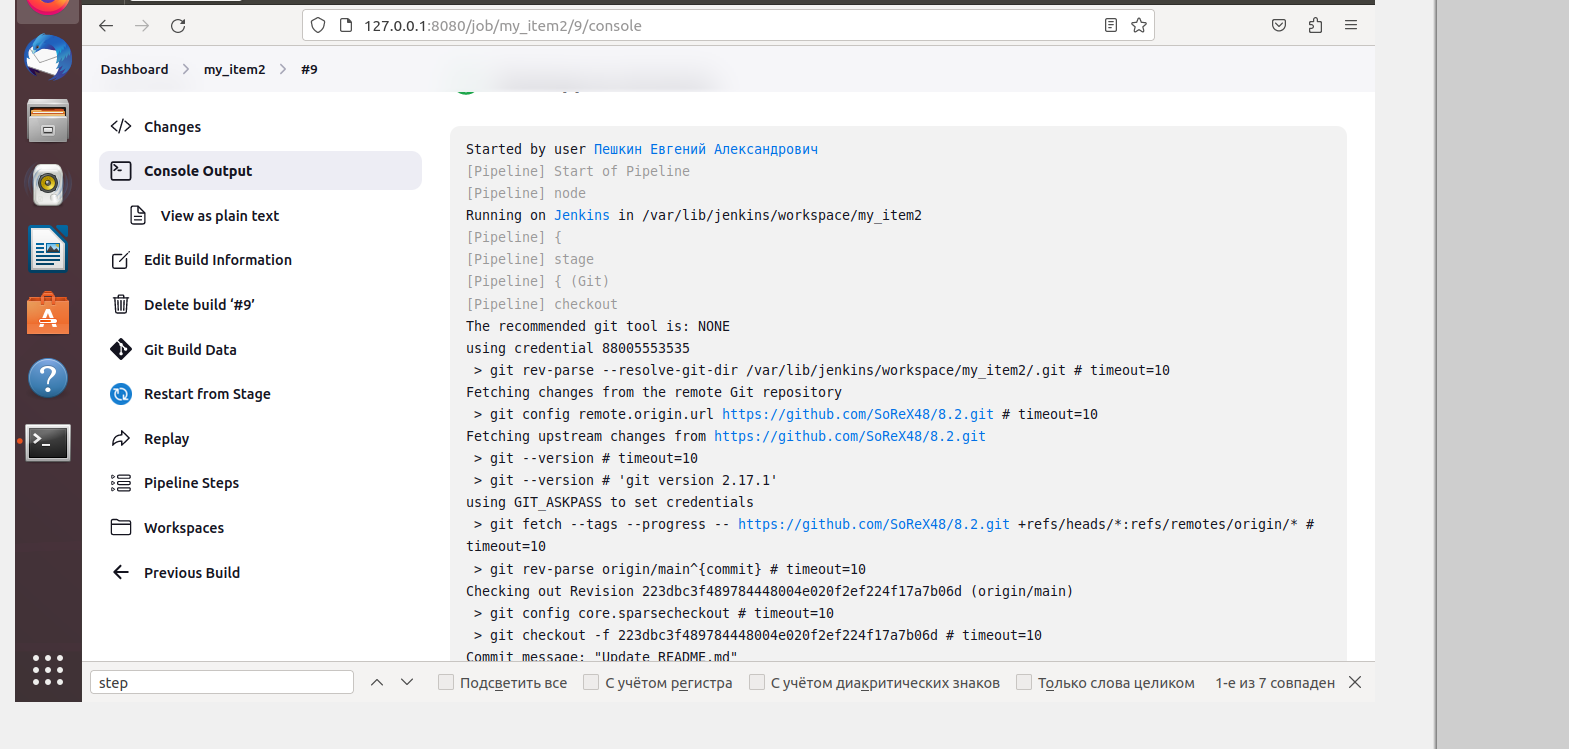 127.0.0.1:8080/job/my_item2/9/console
Dashboard > my_item2 > #9
Changes
Console Output
View as plain text
Edit Build Information
Delete build ‘#9’
Git Build Data
Restart from Stage
Replay
Pipeline Steps
Workspaces
Previous Build
Started by user Пешкин Евгений Александрович
[Pipeline] Start of Pipeline
[Pipeline] node
Running on Jenkins in /var/lib/jenkins/workspace/my_item2
[Pipeline] {
[Pipeline] stage
[Pipeline] { (Git)
[Pipeline] checkout
The recommended git tool is: NONE
using credential 88005553535
> git rev-parse --resolve-git-dir /var/lib/jenkins/workspace/my_item2/.git # timeout=10
Fetching changes from the remote Git repository
> git config remote.origin.url https://github.com/SoReX48/8.2.git # timeout=10
Fetching upstream changes from https://github.com/SoReX48/8.2.git
> git --version # timeout=10
> git --version # 'git version 2.17.1'
using GIT_ASKPASS to set credentials
> git fetch --tags --progress -- https://github.com/SoReX48/8.2.git +refs/heads/*:refs/remotes/origin/* #
timeout=10
> git rev-parse origin/main^{commit} # timeout=10
Checking out Revision 223dbc3f489784448004e020f2ef224f17a7b06d (origin/main)
> git config core.sparsecheckout # timeout=10
> git checkout -f 223dbc3f489784448004e020f2ef224f17a7b06d # timeout=10
Commit message: "Update README.md"
step Подсветить все С учётом регистра С учётом диакритических знаков Только слова целиком 1-е из 7 совпаден